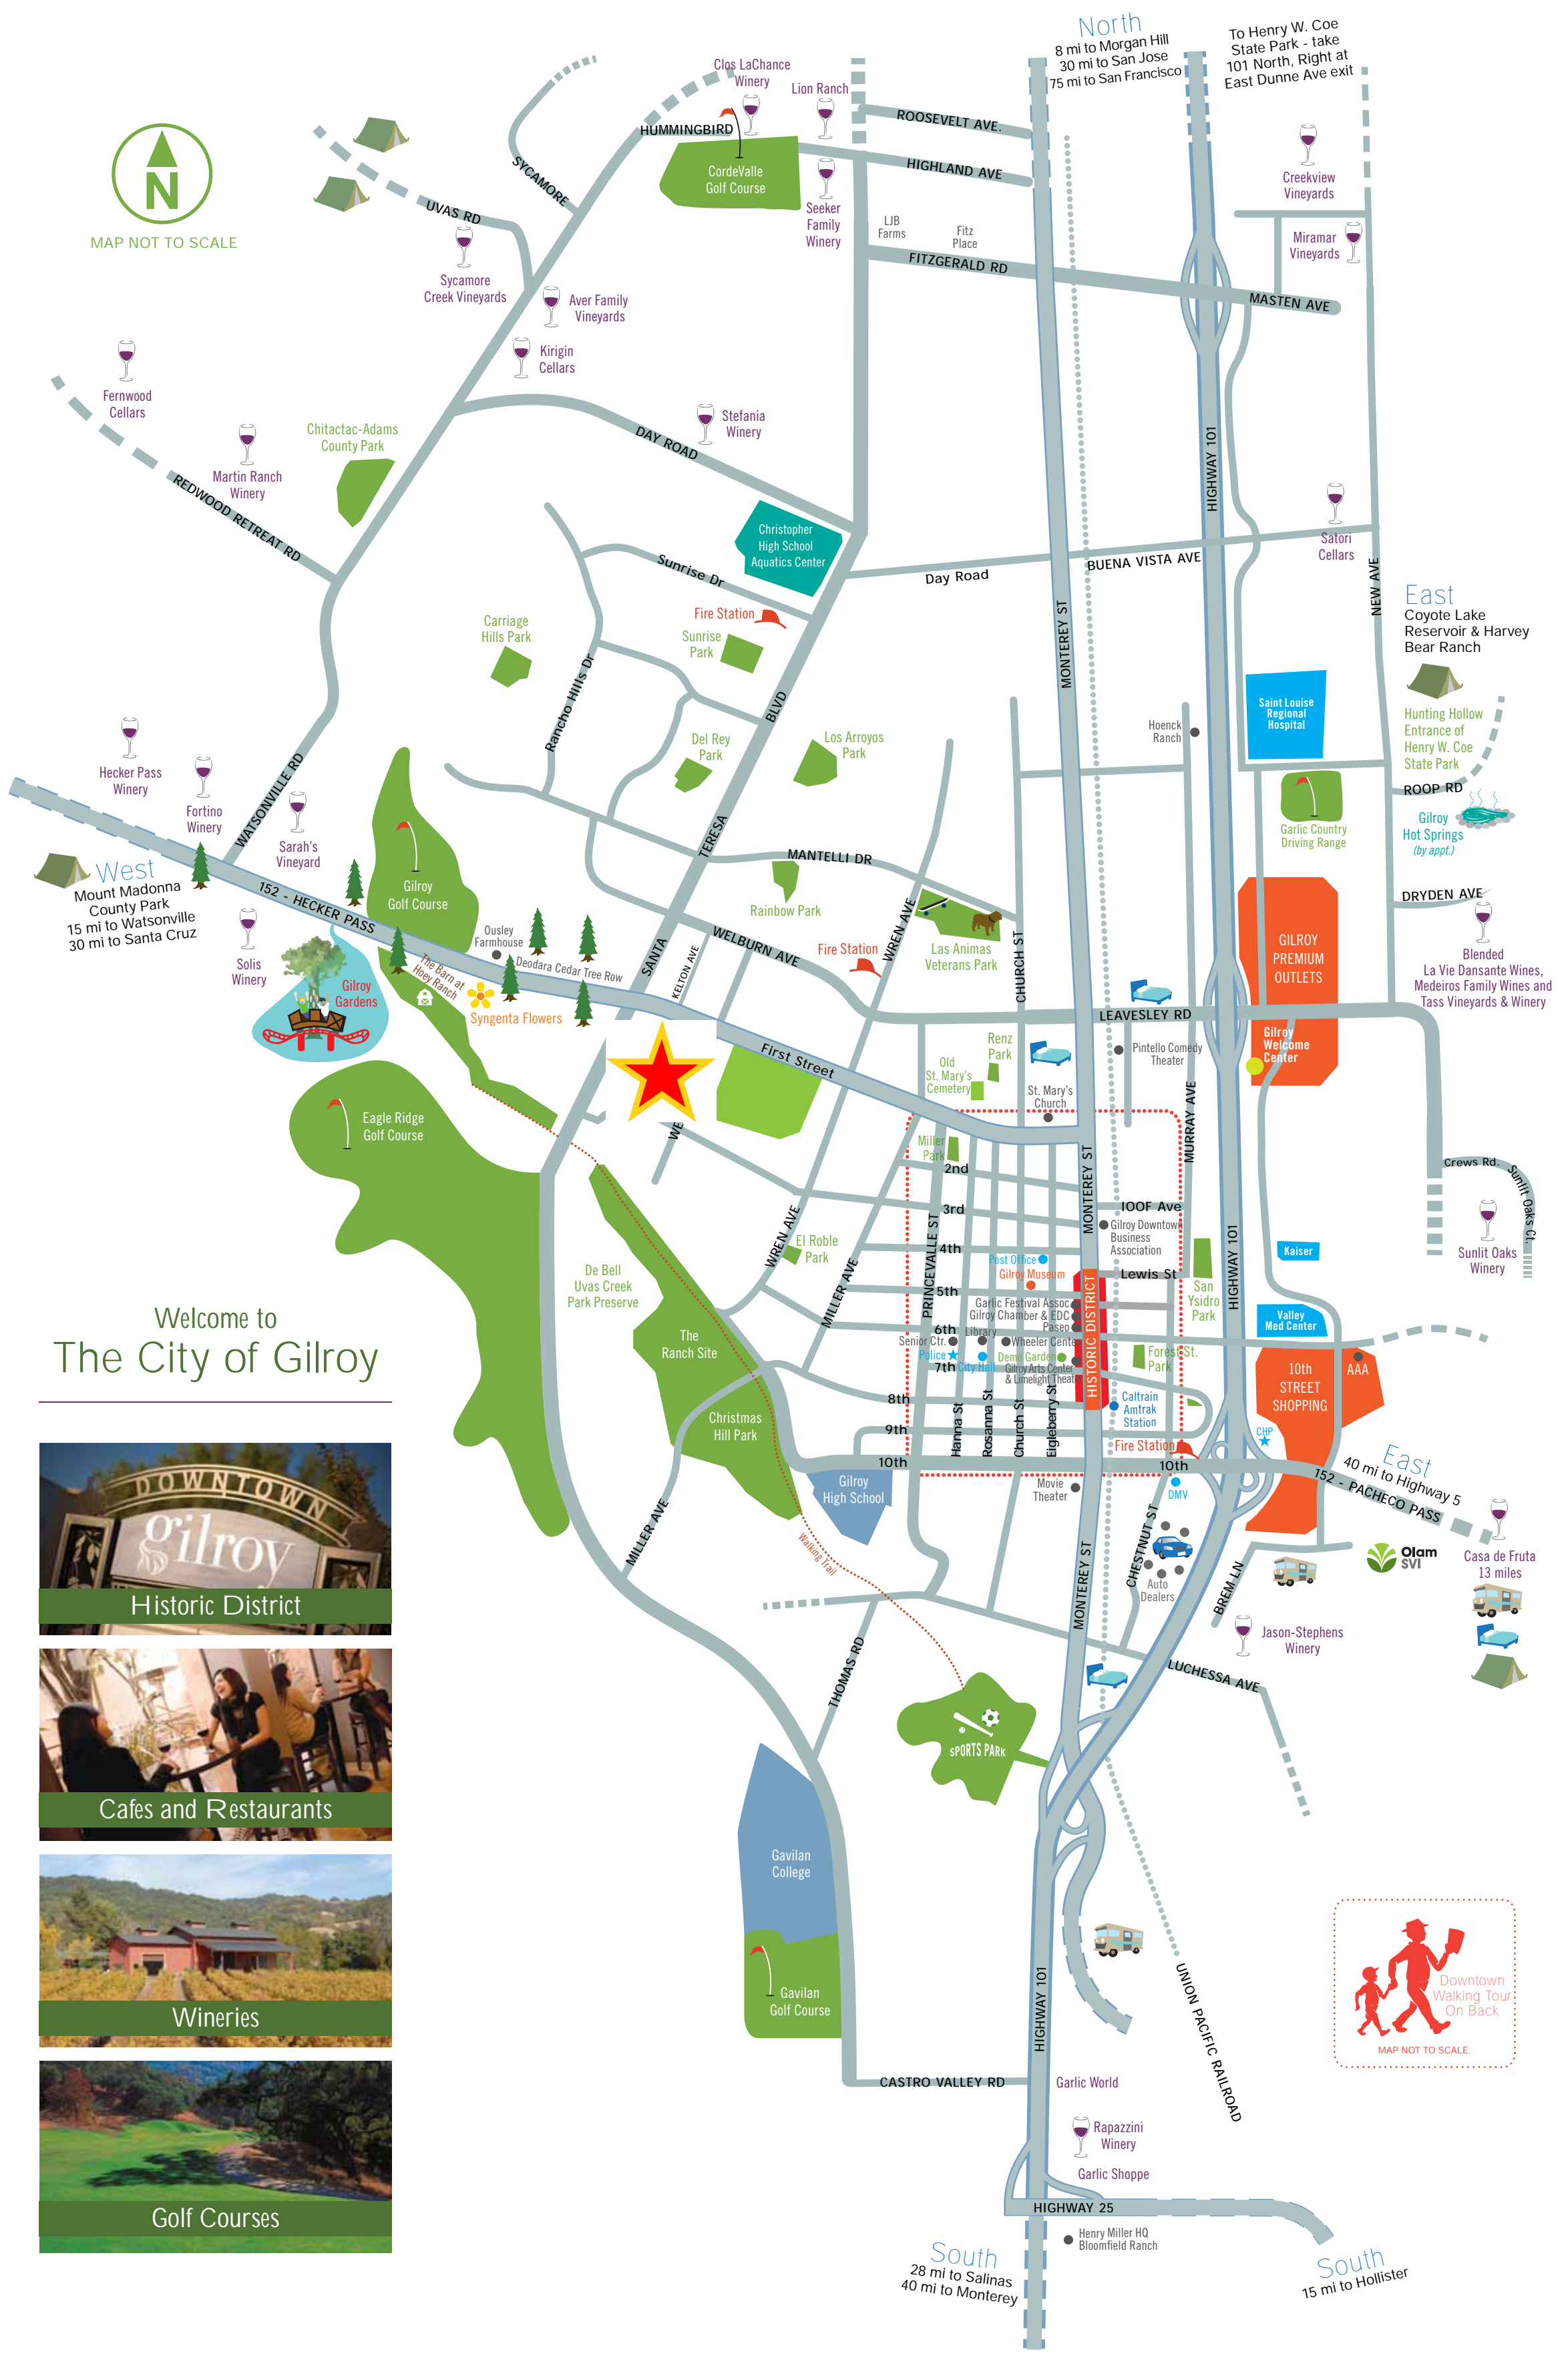 North
8 mi to Morgan Hill
30 mi to San Jose
75 mi to San Francisco
To Henry W. Coe
State Park - take
101 North, Right at
East Dunne Ave exit
N
MAP NOT TO SCALE
Clos LaChance
Winery
Lion Ranch
HUMMINGBIRD
ROOSEVELT AVE.
HIGHLAND AVE
SYCAMORE
UVAS RD
CordeValle
Golf Course
Seeker
Family
Winery
LJB
Farms
Fitz
Place
FITZGERALD RD
MASTEN AVE
Creekview
Vineyards
Miramar
Vineyards
Sycamore
Creek Vineyards
Aver Family
Vineyards
Kirigin
Cellars
Fernwood
Cellars
Martin Ranch
Winery
Chitactac-Adams
County Park
REDWOOD RETREAT RD
DAY ROAD
Stefania
Winery
HIGHWAY 101
Christopher
High School
Aquatics Center
Sunrise Dr
Day Road
BUENA VISTA AVE
Satori
Cellars
NEW AVE
East
Coyote Lake
Reservoir & Harvey
Bear Ranch
Hunting Hollow
Entrance of
Henry W. Coe
State Park
ROOP RD
Gilroy
Hot Springs
(by appt.)
Fire Station
Sunrise
Park
Carriage
Hills Park
Rancho Hills Dr
MONTEREY ST
BLVD
Del Rey
Park
Los Arroyos
Park
Hoenck
Ranch
Saint Louise
Regional
Hospital
Garlic Country
Driving Range
Hecker Pass
Winery
Fortino
Winery
Sarah's
Vineyard
WATSONVILLE RD
TERESA
MANTELLI DR
Rainbow Park
West
Mount Madonna
County Park
15 mi to Watsonville
30 mi to Santa Cruz
152 - HECKER PASS
Gilroy
Golf Course
Solis
Winery
Gilroy
Gardens
The Barn at
Hoey Ranch
Ousley
Farmhouse
Deodara Cedar Tree Row
Syngenta Flowers
SANTA
KELTON AVE
WELBURN AVE
Fire Station
WREN AVE
Las Animas
Veterans Park
CHURCH ST
LEAVESLEY RD
DRYDEN AVE
Blended
La Vie Dansante Wines,
Medeiros Family Wines and
Tass Vineyards & Winery
GILROY
PREMIUM
OUTLETS
Gilroy
Welcome
Center
First Street
Old
St. Mary's
Cemetery
Renz
Park
St. Mary's
Church
Pintello Comedy
Theater
MURRAY AVE
Eagle Ridge
Golf Course
WE
Miller
Park
2nd
3rd
4th
5th
6th
7th
8th
9th
10th
10th
MONTEREY ST
IOOF Ave
Gilroy Downtown
Business
Association
Lewis St
San
Ysidro
Park
HIGHWAY 101
Kaiser
Valley
Med Center
Crews Rd.
Sunlit Oaks Ct.
Sunlit Oaks
Winery
WREN AVE
El Roble
Park
MILLER AVE
PRINCEVALLE ST
Post Office
Gilroy Museum
Garlic Festival Assoc.
Gilroy Chamber & EDC
Paseo
Senior Ctr.
Library
Wheeler Cente
Police
City Hall
Demo Garden
Gilroy Arts Center
& Limelight Theate
HISTORIC DISTRICT
Forest St.
Park
Caltrain
Amtrak
Station
Hanna St
Rosanna St
Church St
Eigleberry St
De Bell
Uvas Creek
Park Preserve
The
Ranch Site
Christmas
Hill Park
Gilroy
High School
10th
STREET
SHOPPING
AAA
CHP
Fire Station
DMV
Movie
Theater
East
40 mi to Highway 5
152 - PACHECO PASS
Casa de Fruta
13 miles
Olam
SVI
CHESTNUT ST
Auto
Dealers
BREM LN
Jason-Stephens
Winery
LUCHESSA AVE
MONTEREY ST
MILLER AVE
Walking Trail
THOMAS RD
SPORTS PARK
Gavilan
College
Gavilan
Golf Course
HIGHWAY 101
UNION PACIFIC RAILROAD
CASTRO VALLEY RD
Garlic World
Rapazzini
Winery
Garlic Shoppe
HIGHWAY 25
Henry Miller HQ
Bloomfield Ranch
South
28 mi to Salinas
40 mi to Monterey
South
15 mi to Hollister
Downtown
Walking Tour
On Back
MAP NOT TO SCALE.
Welcome to
The City of Gilroy
DOWNTOWN
gilroy
Historic District
Cafes and Restaurants
Wineries
Golf Courses